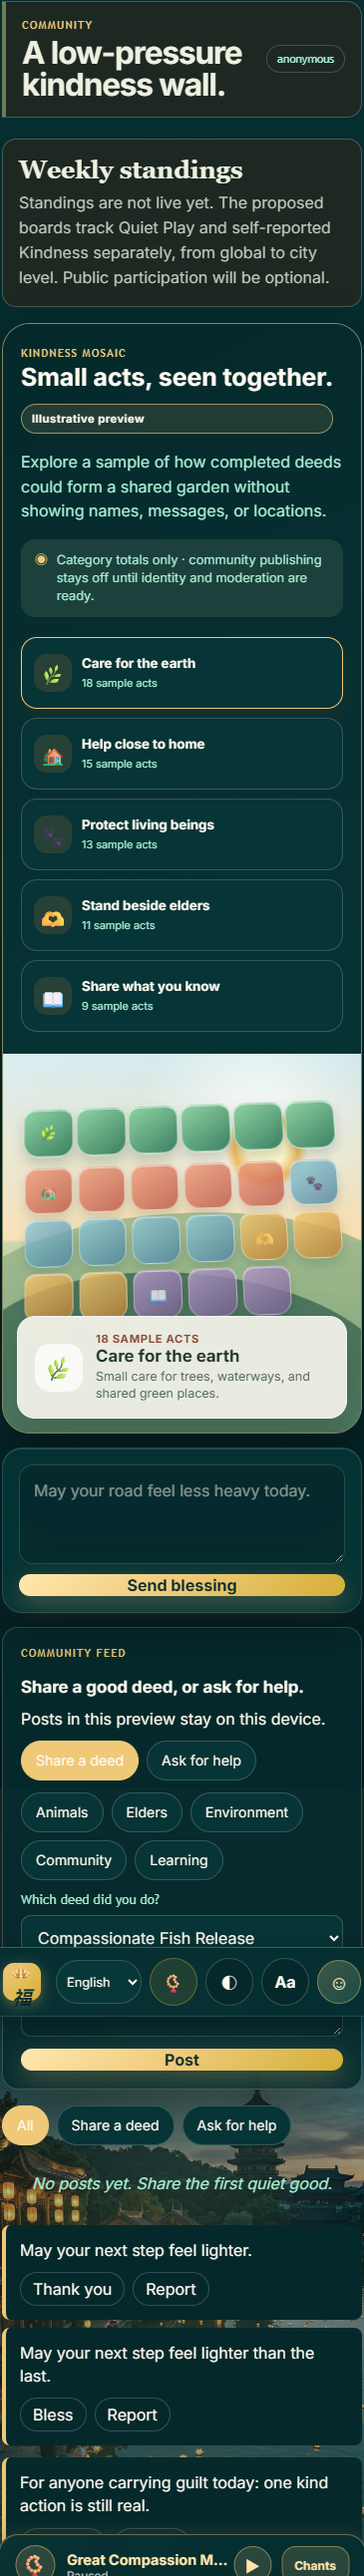 COMMUNITY
A low-pressure
kindness wall.
anonymous
Weekly standings
Standings are not live yet. The proposed
boards track Quiet Play and self-reported
Kindness separately, from global to city
level. Public participation will be optional.
KINDNESS MOSAIC
Small acts, seen together.
Illustrative preview
Explore a sample of how completed deeds
could form a shared garden without
showing names, messages, or locations.
Category totals only · community publishing
stays off until identity and moderation are
ready.
Care for the earth
18 sample acts
Help close to home
15 sample acts
Protect living beings
13 sample acts
Stand beside elders
11 sample acts
Share what you know
9 sample acts
18 SAMPLE ACTS
Care for the earth
Small care for trees, waterways, and
shared green places.
May your road feel less heavy today.
Send blessing
COMMUNITY FEED
Share a good deed, or ask for help.
Posts in this preview stay on this device.
Share a deed
Ask for help
Animals
Elders
Environment
Community
Learning
Which deed did you do?
Compassionate Fish Release
福
English
Aa
Post
All
Share a deed
Ask for help
No posts yet. Share the first quiet good.
May your next step feel lighter.
Thank you
Report
May your next step feel lighter than the
last.
Bless
Report
For anyone carrying guilt today: one kind
action is still real.
Great Compassion M...
Paused
Chants